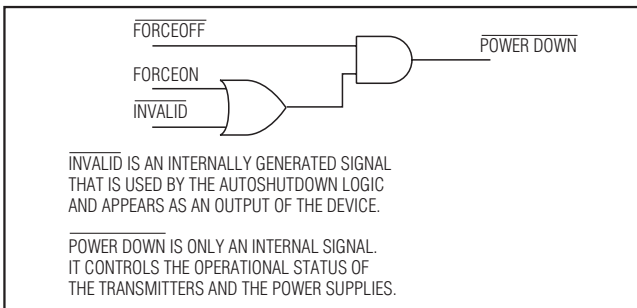 FORCEOFF
POWER DOWN
FORCEON
INVALID
INVALID IS AN INTERNALLY GENERATED SIGNAL
THAT IS USED BY THE AUTOSHUTDOWN LOGIC
AND APPEARS AS AN OUTPUT OF THE DEVICE.
POWER DOWN IS ONLY AN INTERNAL SIGNAL.
IT CONTROLS THE OPERATIONAL STATUS OF
THE TRANSMITTERS AND THE POWER SUPPLIES.